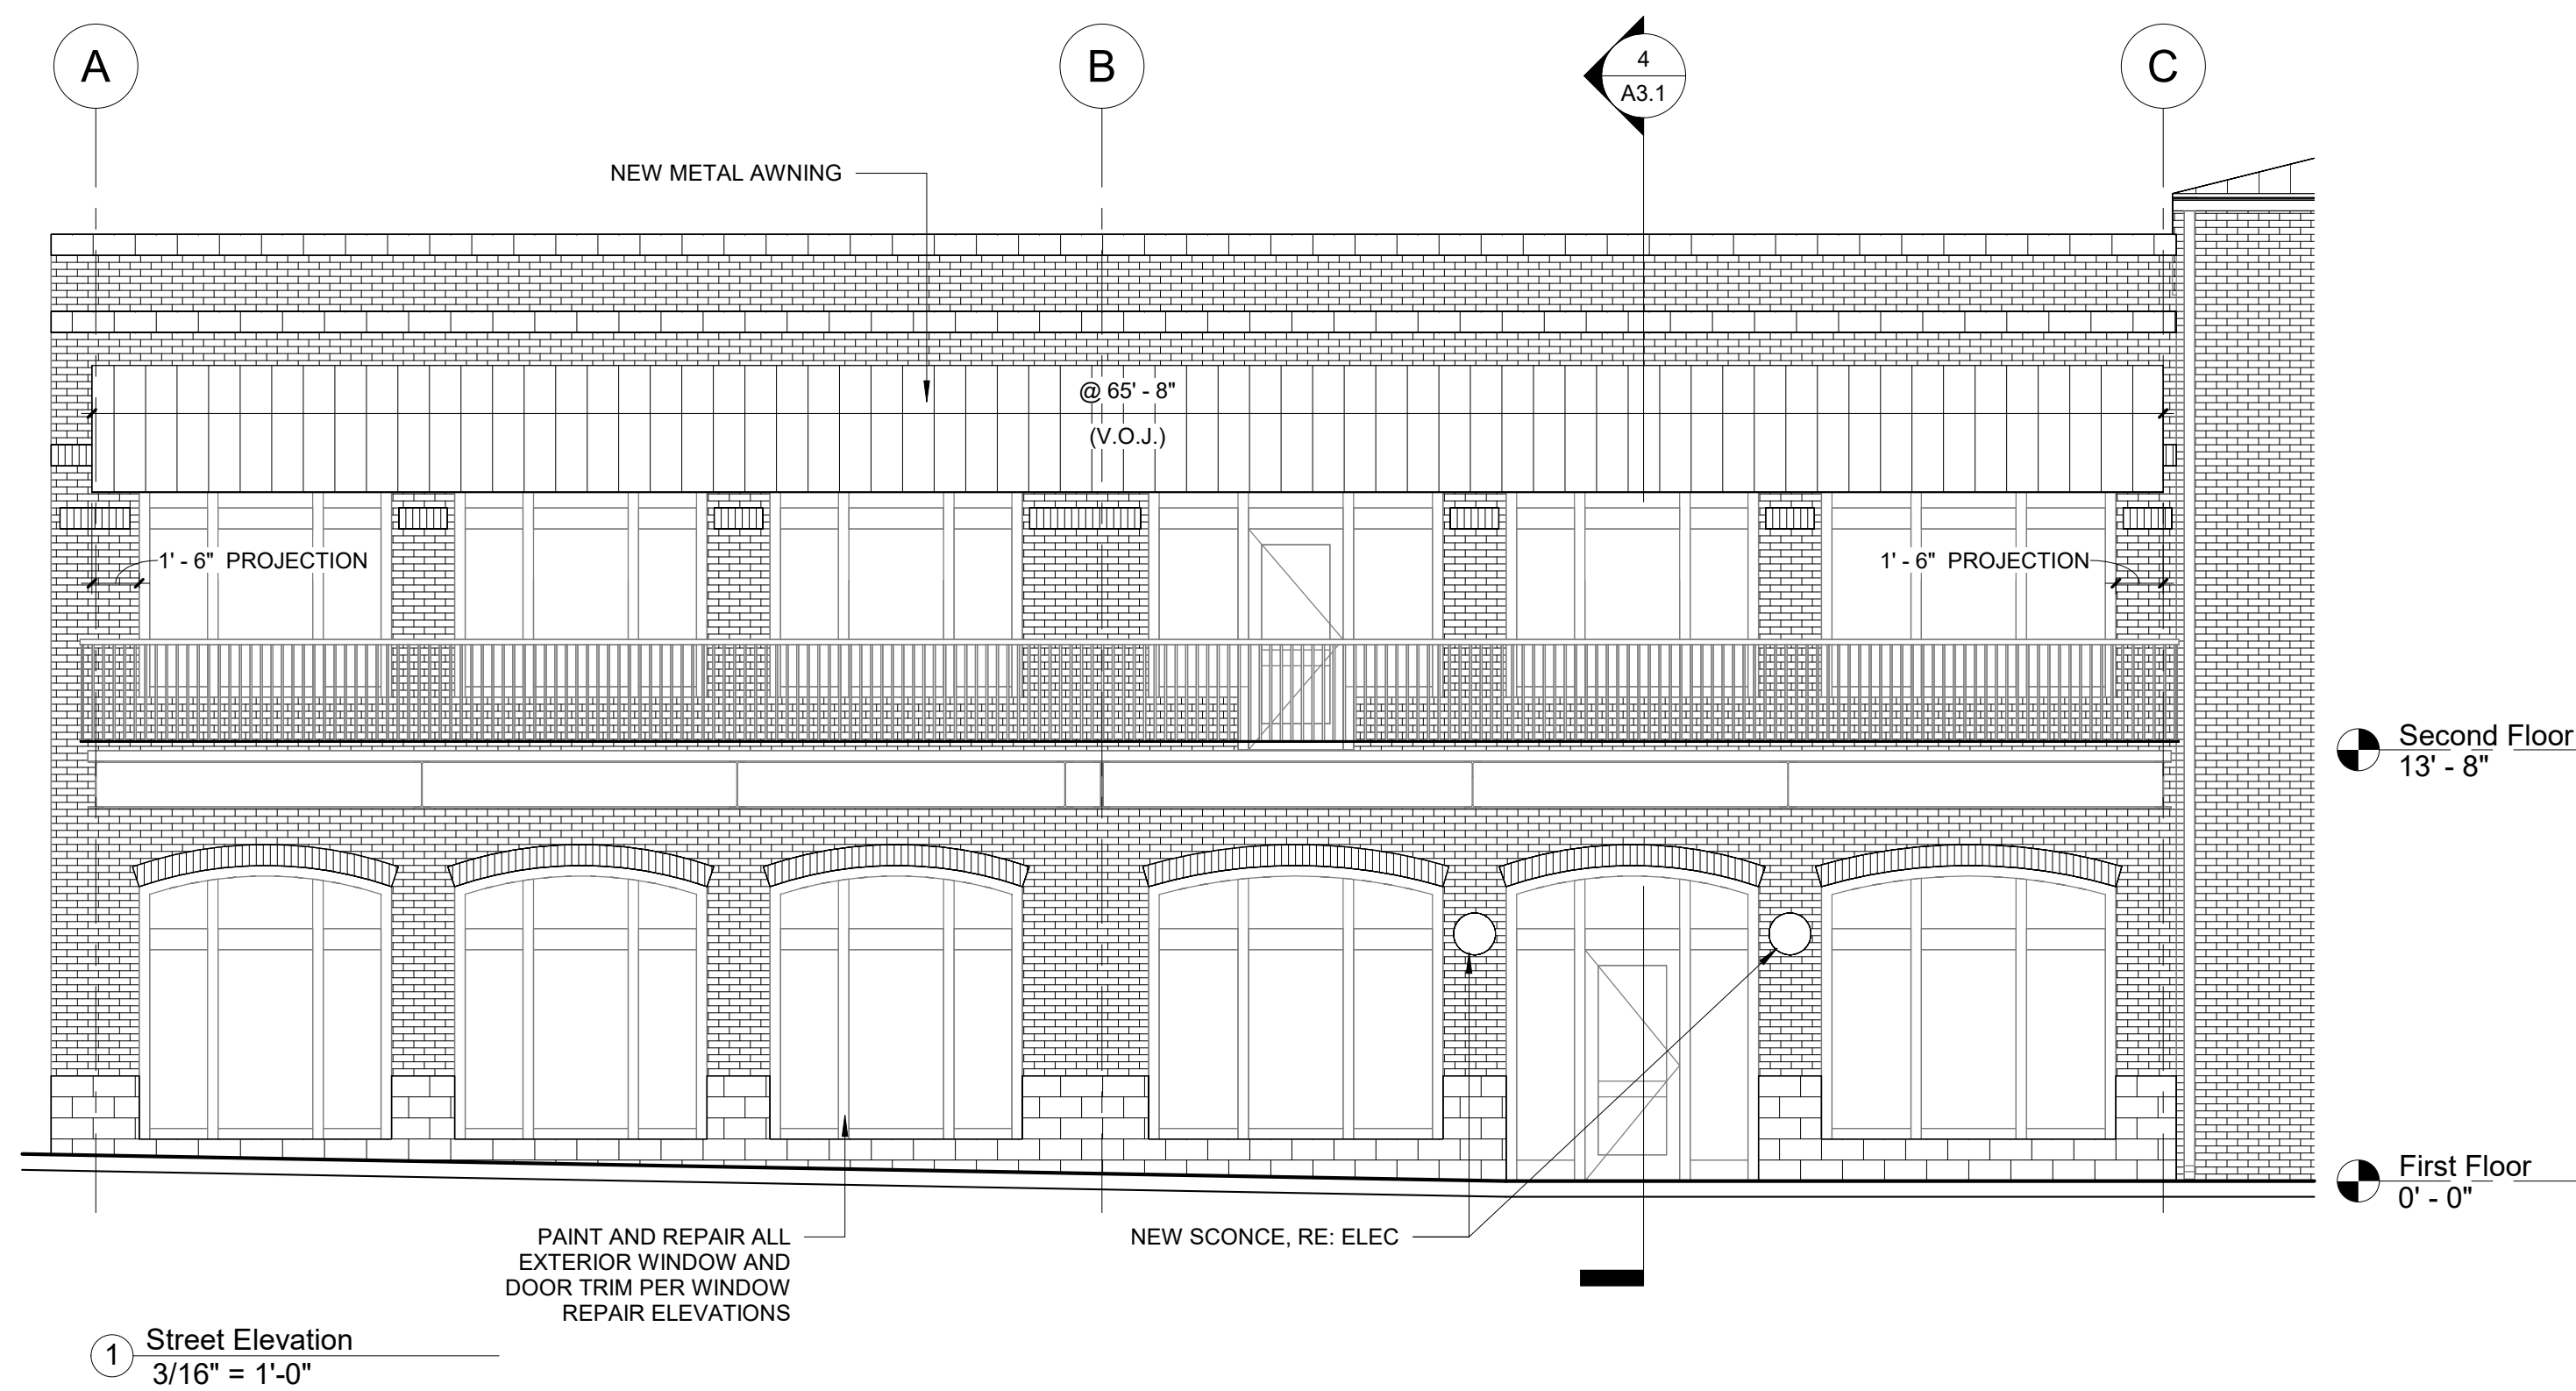 A
B
4
A3.1
C
NEW METAL AWNING
@ 65' - 8"
(V.O.J.)
1' - 6" PROJECTION
1' - 6" PROJECTION
Second Floor
13' - 8"
First Floor
0' - 0"
PAINT AND REPAIR ALL
EXTERIOR WINDOW AND
DOOR TRIM PER WINDOW
REPAIR ELEVATIONS
NEW SCONCE, RE: ELEC
1
Street Elevation
3/16" = 1'-0"